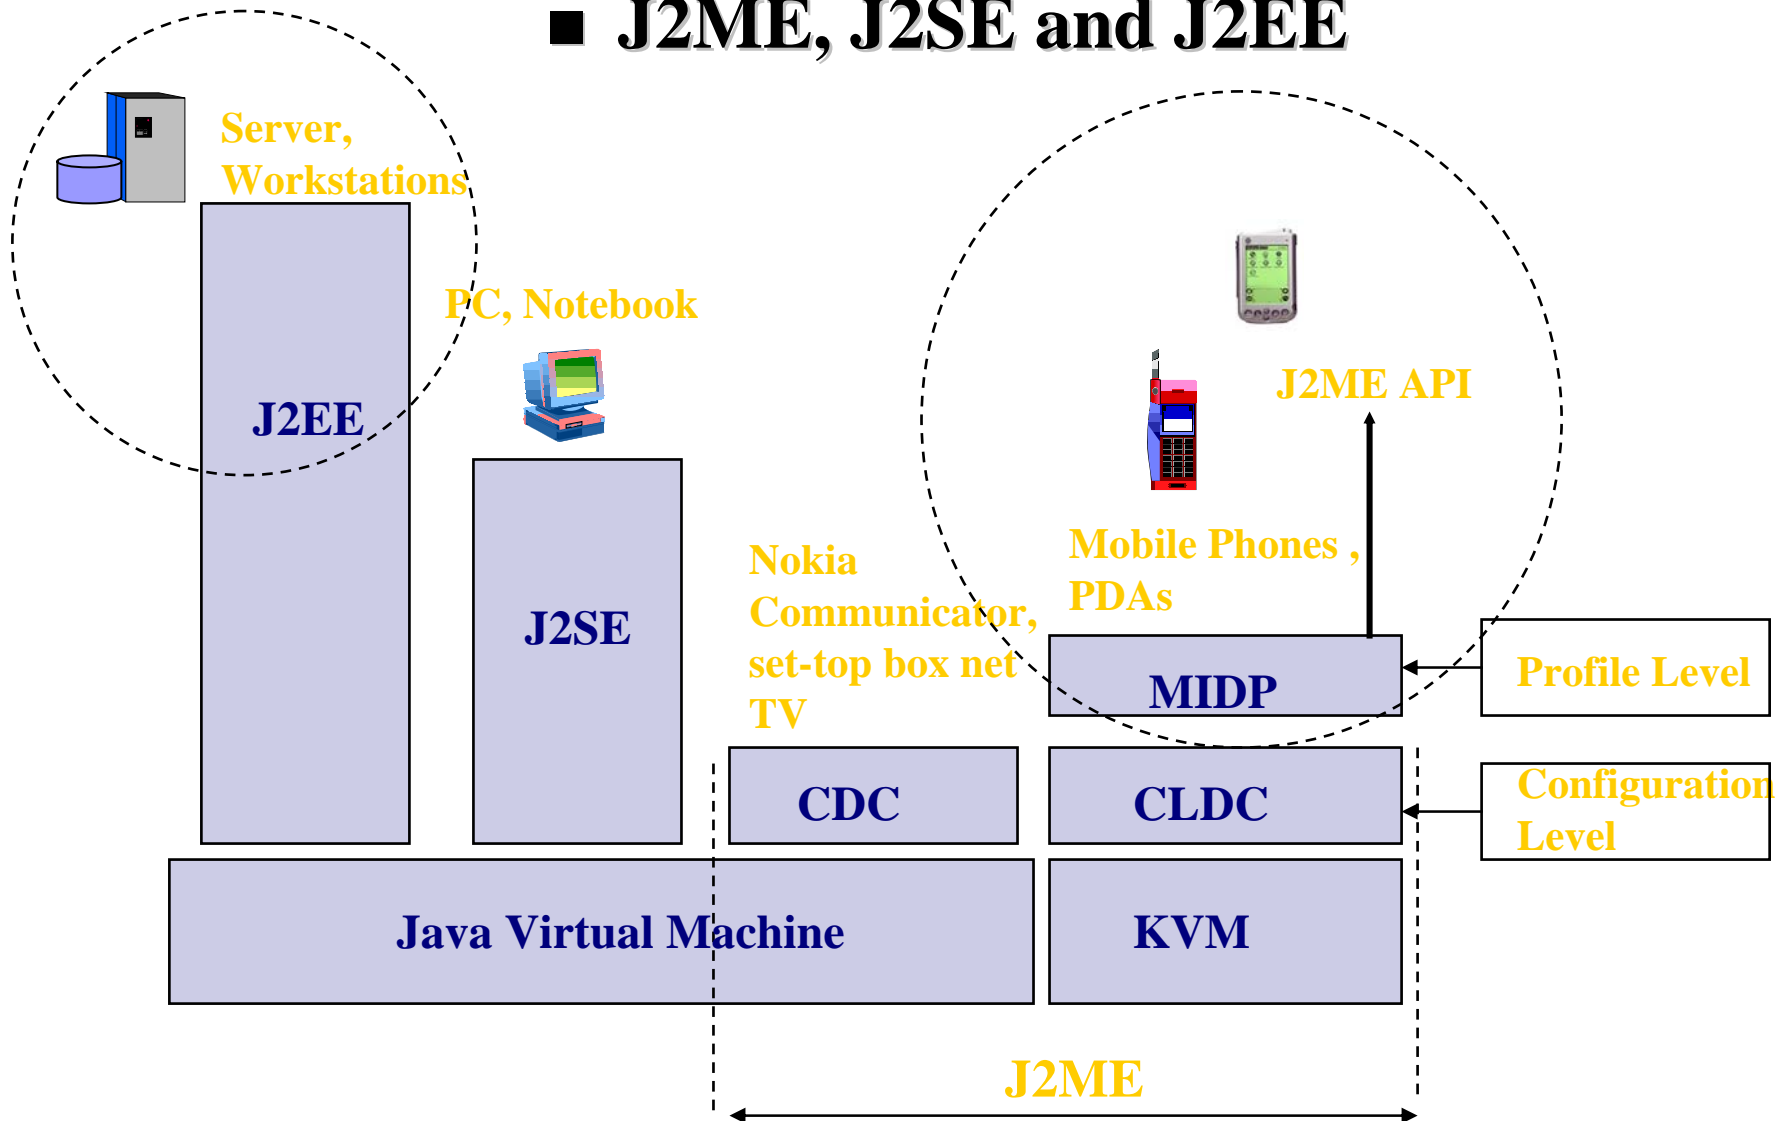 ■ J2ME, J2SE and J2EE
Server,
Workstations
PC, Notebook
J2ME API
J2EE
Mobile Phones ,
PDAs
Nokia
Communicator,
set-top box net
TV
J2SE
MIDP
Profile Level
CDC
CLDC
Configuration
Level
Java Virtual Machine
KVM
J2ME